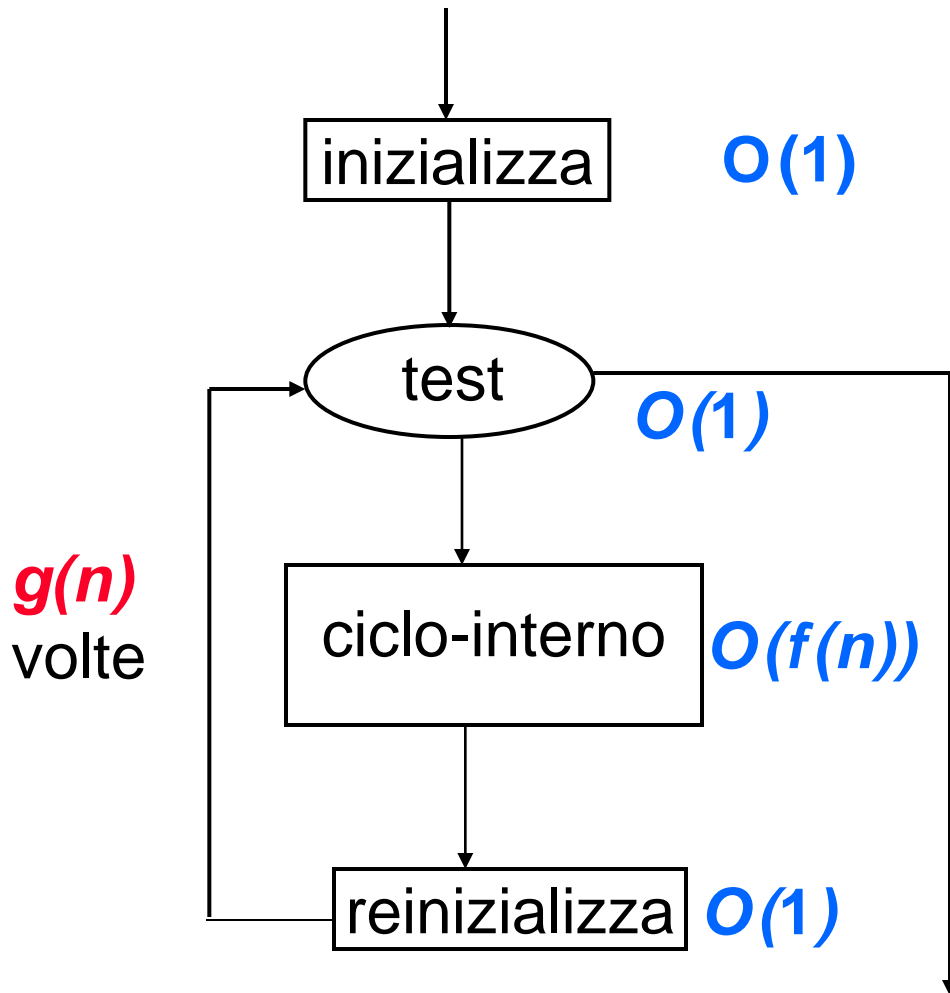 inizializza O(1)
test
O(1)
g(n)
volte
ciclo-interno O(f(n))
reinizializza O(1)